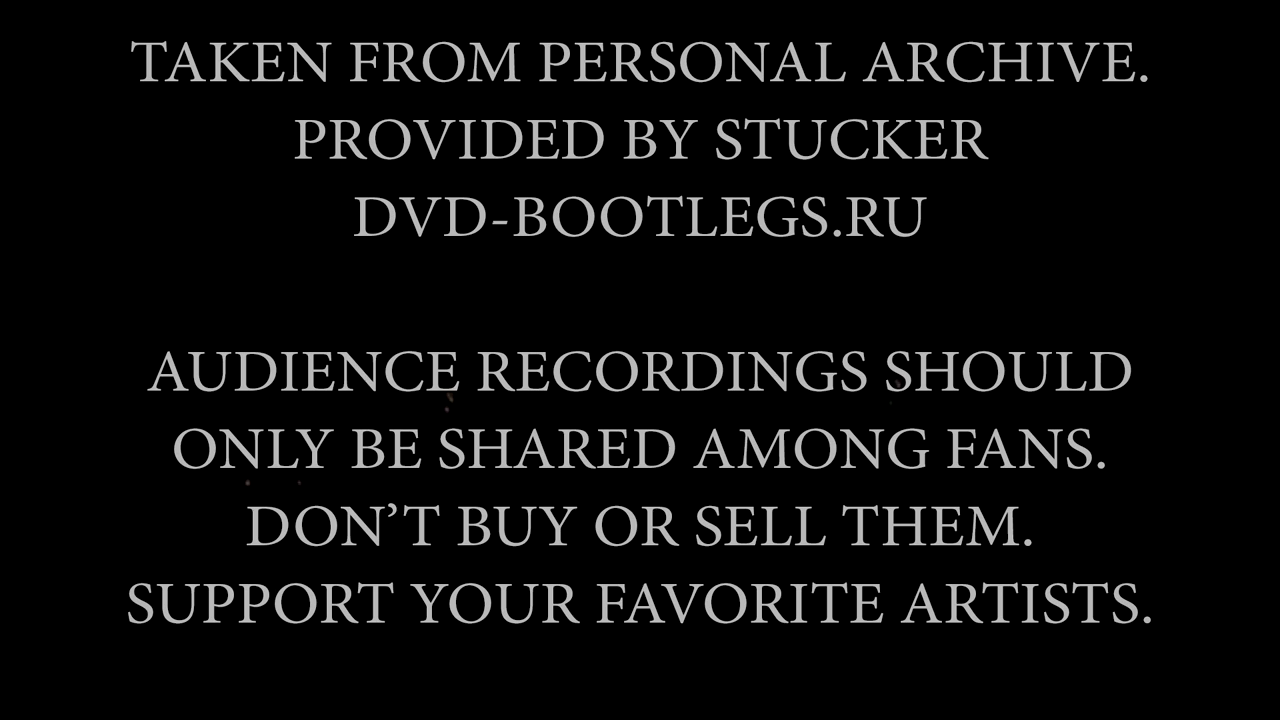 TAKEN FROM PERSONAL ARCHIVE.
PROVIDED BY STUCKER
DVD-BOOTLEGS.RU
AUDIENCE RECORDINGS SHOULD
ONLY BE SHARED AMONG FANS.
DON’T BUY OR SELL THEM.
SUPPORT YOUR FAVORITE ARTISTS.